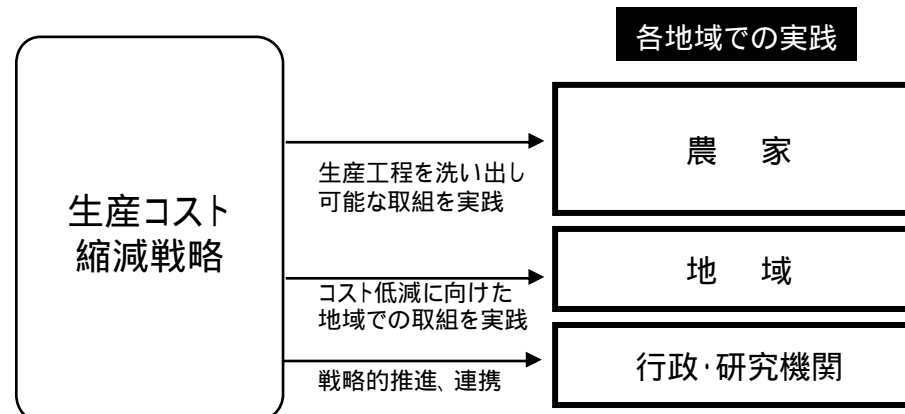 各地域での実践
生産コスト
縮減戦略
農 家
生産工程を洗い出し
可能な取組を実践
地 域
コスト低減に向けた
地域での取組を実践
行政・研究機関
戦略的推進、連携